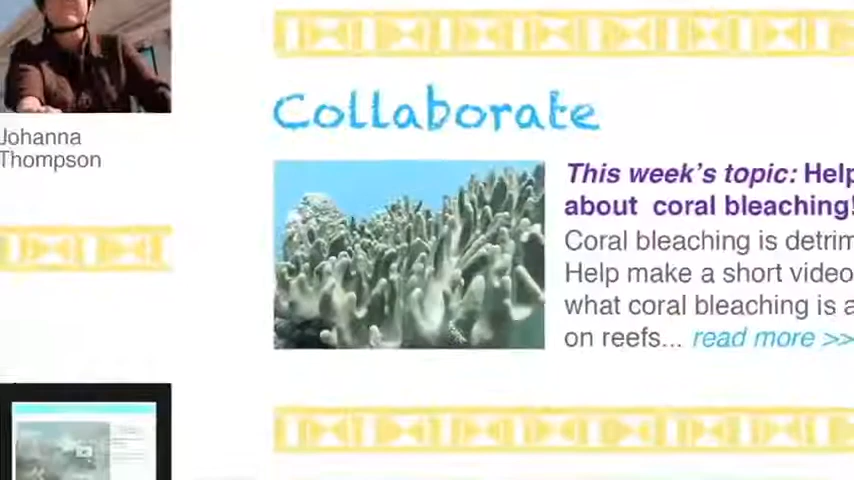 Johanna
Thompson
Collaborate
This week's topic: Help
about coral bleaching!
Coral bleaching is
Help make a short video
what coral bleaching is
on reefs... read more >>